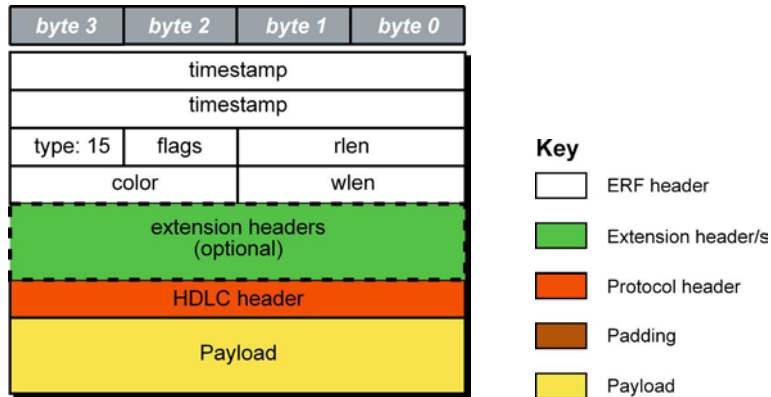 byte 3 byte 2 byte 1 byte 0
timestamp
timestamp
type: 15 flags rlen
color wlen
extension headers
(optional)
HDLC header
Payload
Key
ERF header
Extension header/s
Protocol header
Padding
Payload